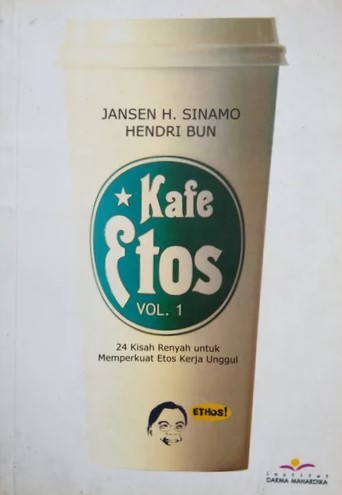 JANSEN H. SINAMO
HENDRI BUN
Kafe
Etos
VOL. 1
24 Kisah Renyah untuk
Memperkuat Etos Kerja Unggul
ETHOS!
institut
DARMA MAHARDIKA